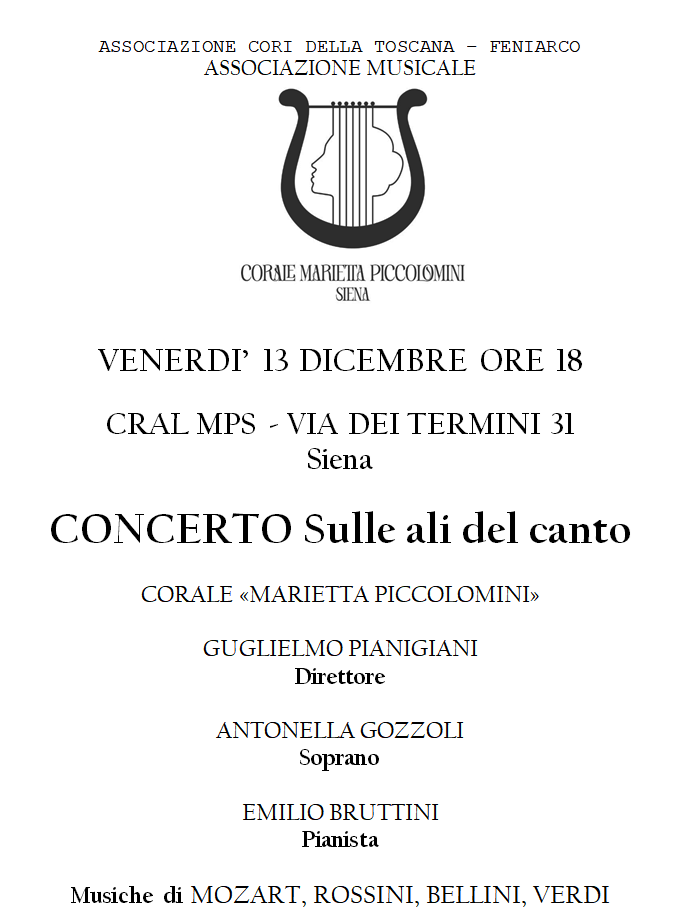 ASSOCIAZIONE CORI DELLA TOSCANA – FENIARCO
ASSOCIAZIONE MUSICALE
CORALE MARIETTA PICCOLOMINI
SIENA
VENERDI’ 13 DICEMBRE ORE 18
CRAL MPS - VIA DEI TERMINI 31
Siena
CONCERTO Sulle ali del canto
CORALE «MARIETTA PICCOLOMINI»
GUGLIELMO PIANIGIANI
Direttore
ANTONELLA GOZZOLI
Soprano
EMILIO BRUTTINI
Pianista
Musiche di MOZART, ROSSINI, BELLINI, VERDI